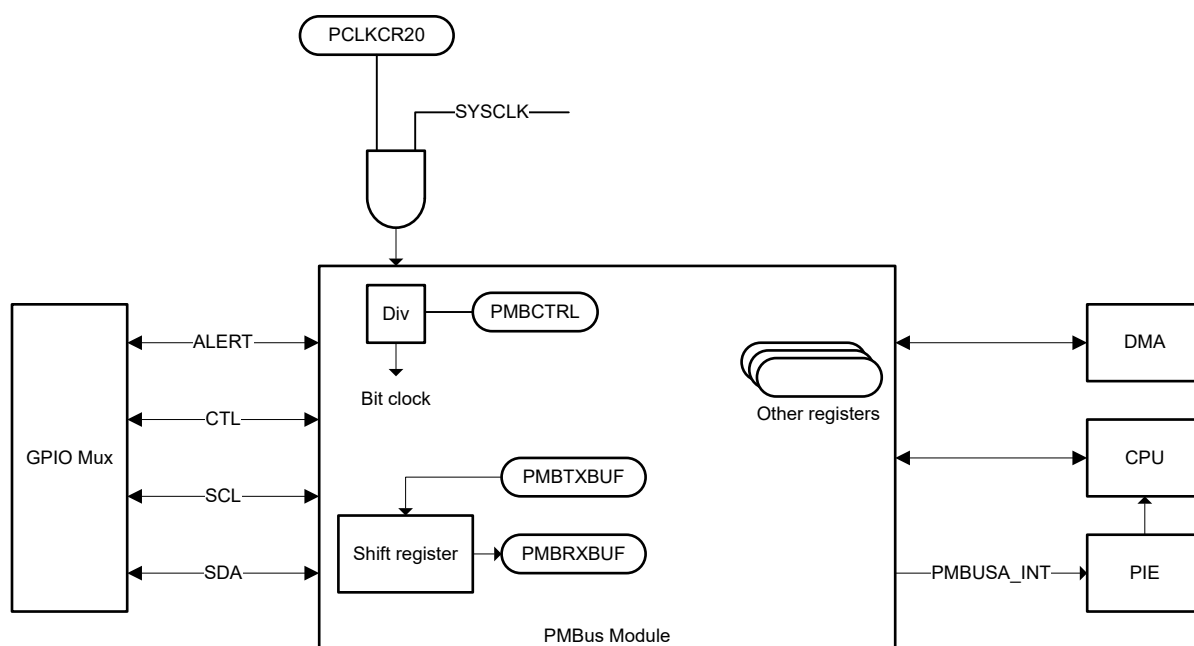 PCLKCR20
SYSCLK
Div
PMBCTRL
ALERT
DMA
Bit clock
Other registers
CTL
GPIO Mux
CPU
PMBTXBUF
SCL
Shift register
PMBRXBUF
SDA
PMBUSA_INT
PIE
PMBus Module